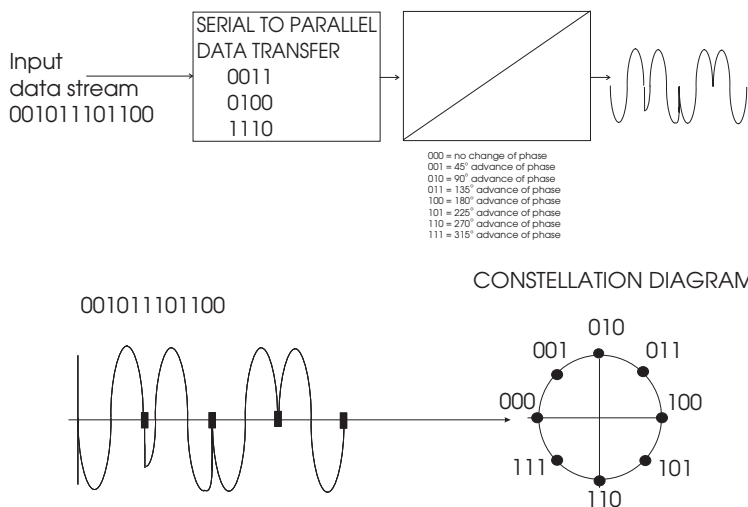 SERIAL TO PARALLEL
DATA TRANSFER
0011
0100
1110
Input
data stream
001011101100
000 = no change of phase
001 = 45° advance of phase
010 = 90° advance of phase
011 = 135° advance of phase
100 = 180° advance of phase
101 = 225° advance of phase
110 = 270° advance of phase
111 = 315° advance of phase
CONSTELLATION DIAGRAM
001011101100
010
001
011
000
100
111
101
110